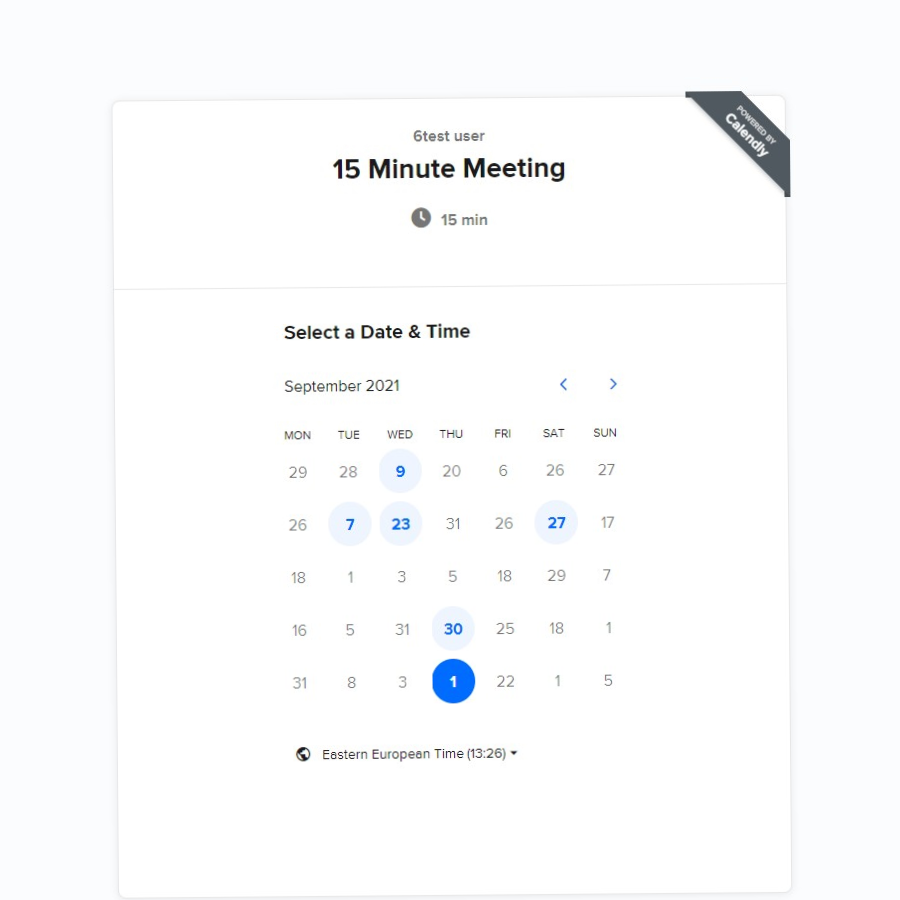 POWERED BY
Calendly
6test user
15 Minute Meeting
15 min
Select a Date & Time
September 2021
MON TUE WED THU FRI SAT SUN
29 28 9 20 6 26 27
26 7 23 31 26 27 17
18 1 3 5 18 29 7
16 5 31 30 25 18 1
31 8 3 1 22 1 5
Eastern European Time (13:26)